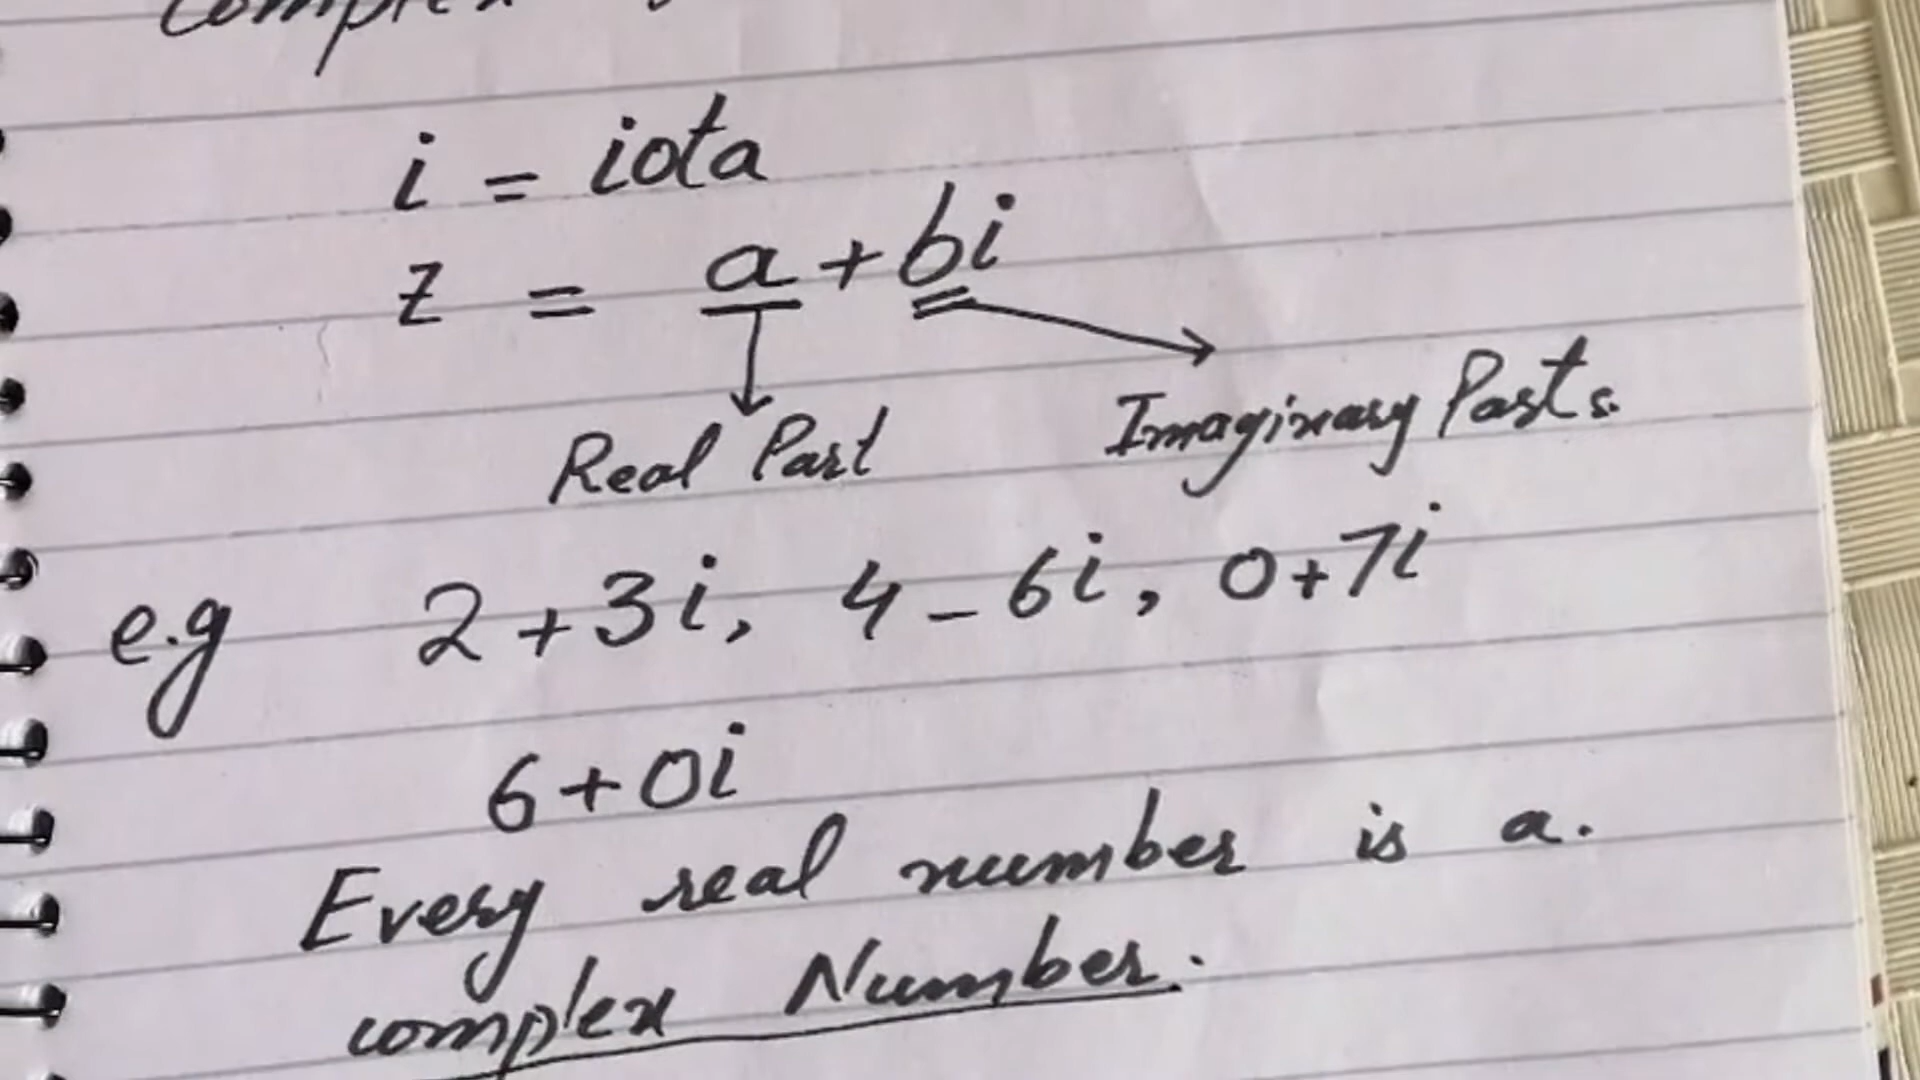 complex
i = iota
z = a + bi
Real Part
Imaginary Parts.
e.g 2 + 3i, 4 - 6i, 0 + 7i
6 + 0i
Every real number is a.
complex Number.